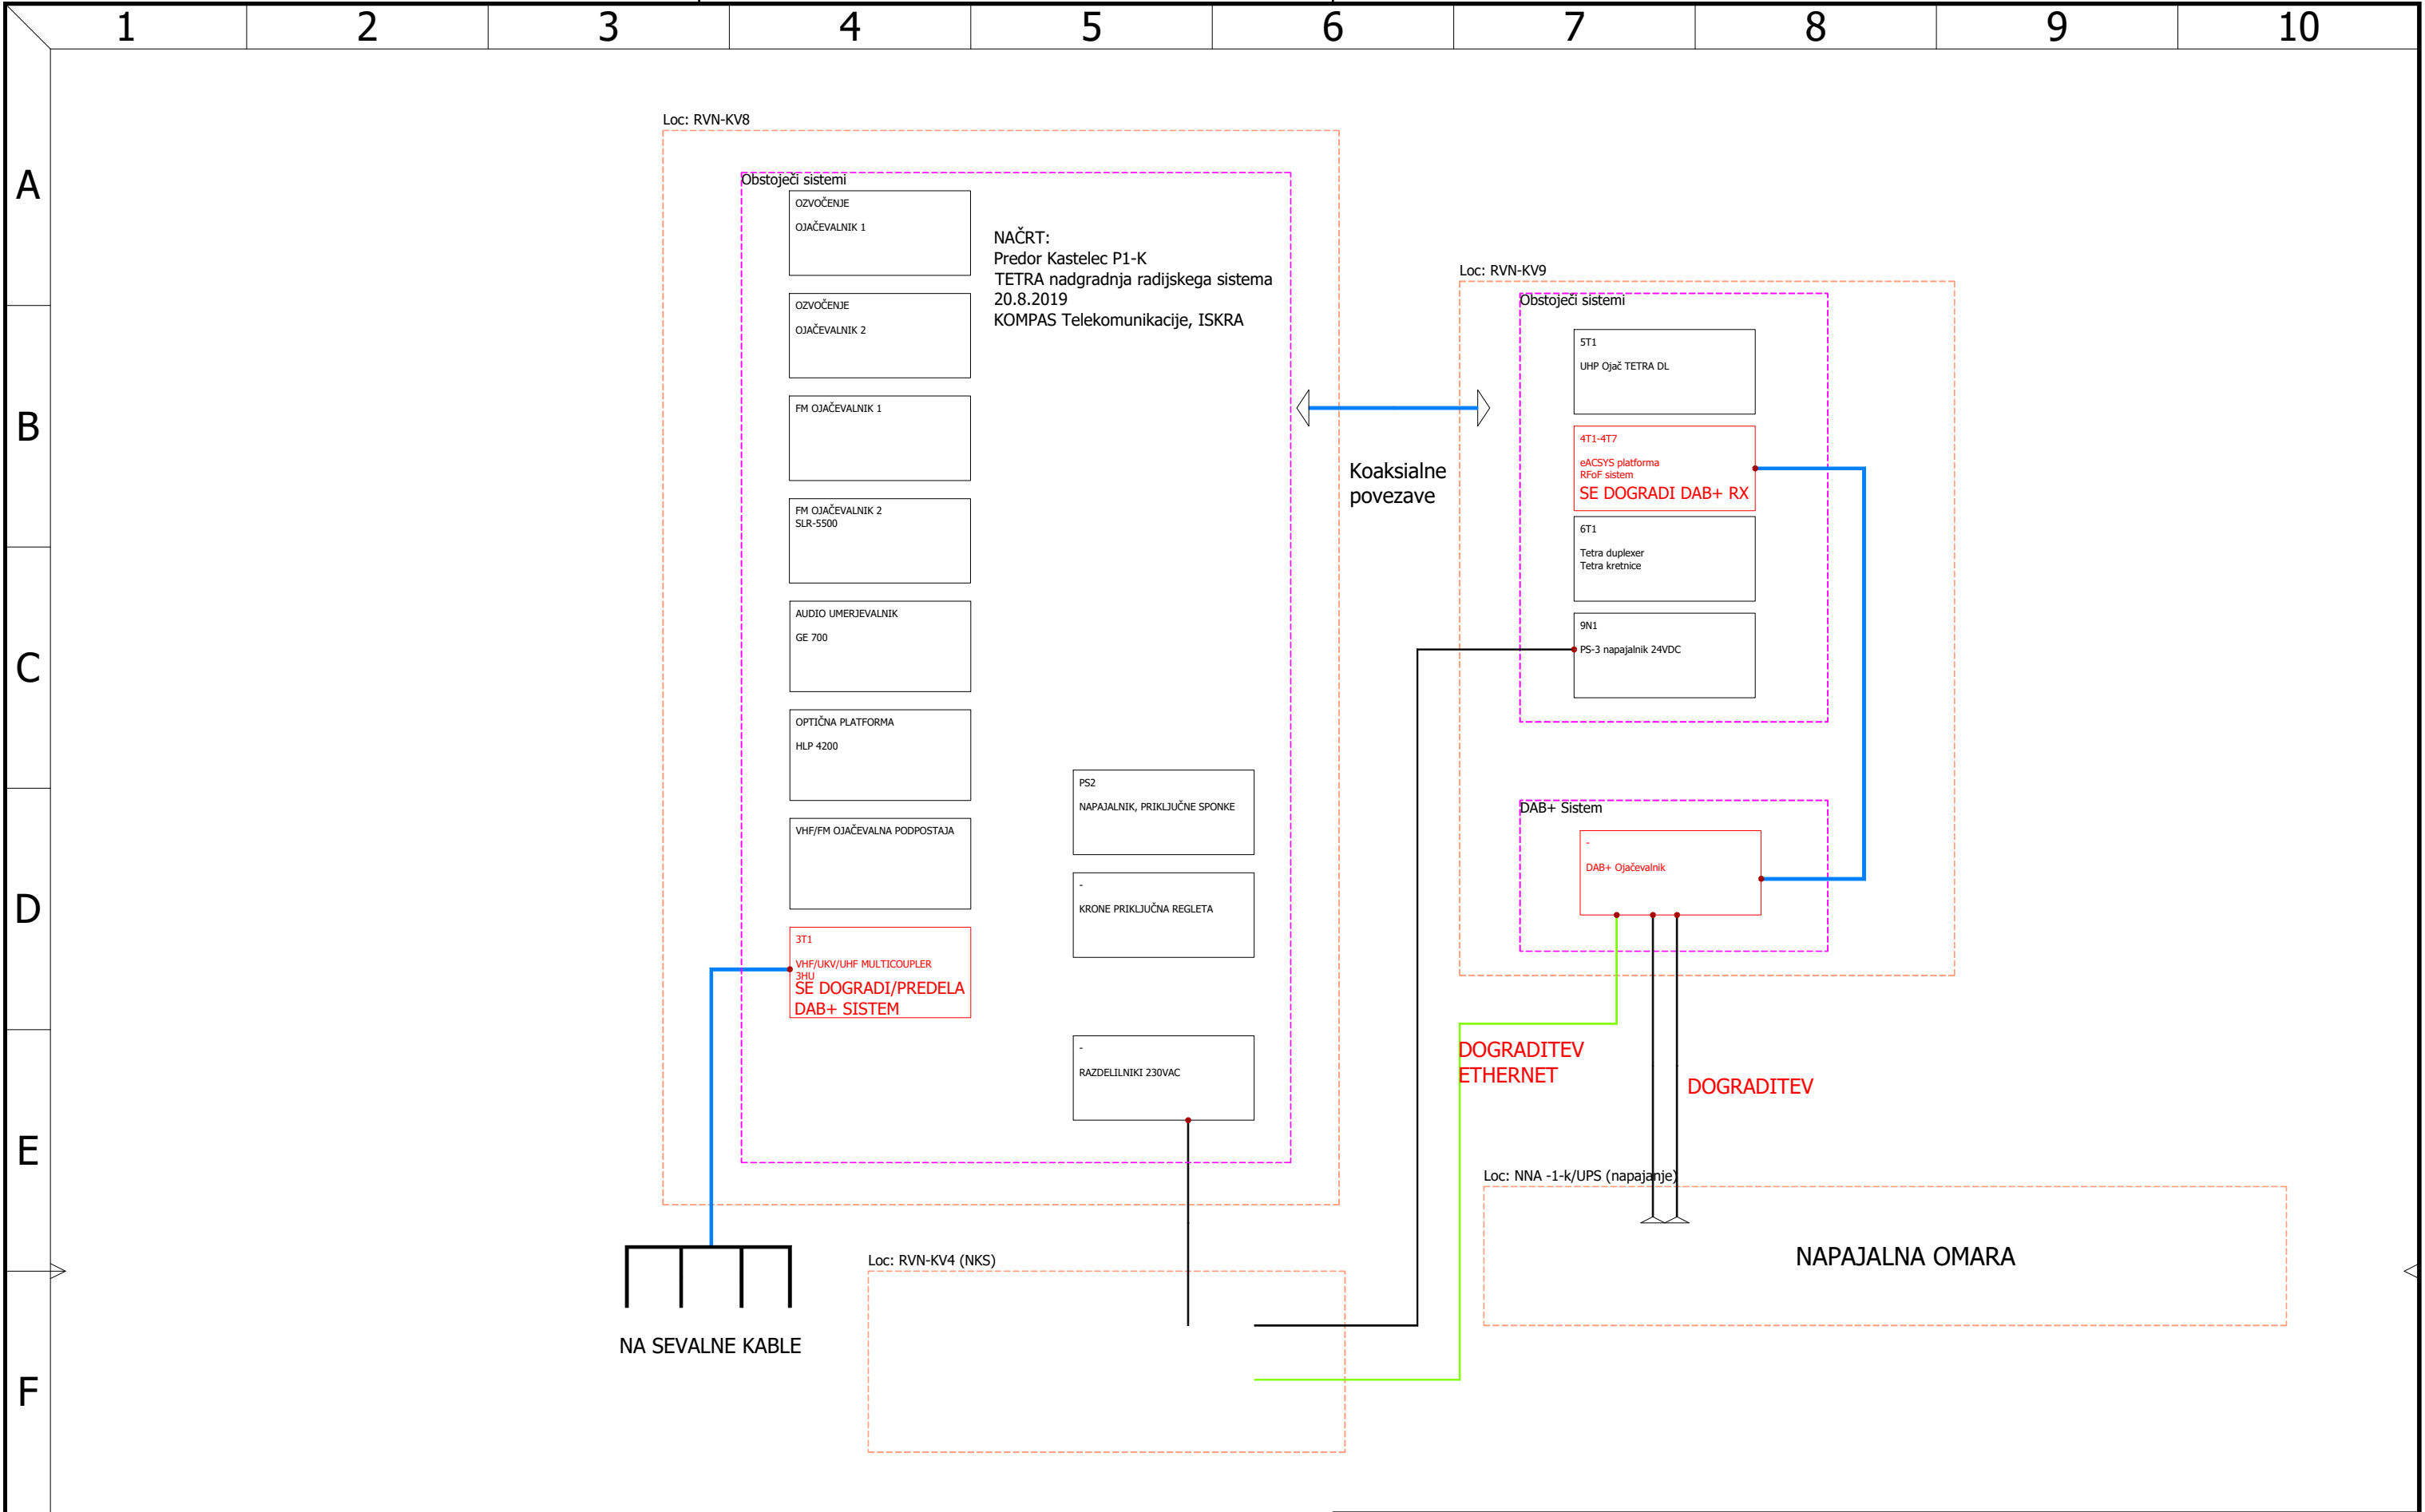 1 2 3 4 5 6 7 8 9 10
A
B
C
D
E
F
Loc: RVN-KV8
Obstoječi sistemi
OZVOČENJE
OJAČEVALNIK 1
OZVOČENJE
OJAČEVALNIK 2
FM OJAČEVALNIK 1
FM OJAČEVALNIK 2
SLR-5500
AUDIO UMERJEVALNIK
GE 700
OPTIČNA PLATFORMA
HLP 4200
VHF/FM OJAČEVALNA PODPOSTAJA
3T1
VHF/UKV/UHF MULTICOUPLER
3HU
SE DOGRADI/PREDELA
DAB+ SISTEM
NAČRT:
Predor Kastelec P1-K
TETRA nadgradnja radijskega sistema
20.8.2019
KOMPAS Telekomunikacije, ISKRA
PS2
NAPAJALNIK, PRIKLJUČNE SPONKE
-
KRONE PRIKLJUČNA REGLETA
-
RAZDELILNIKI 230VAC
Koaksialne
povezave
Loc: RVN-KV9
Obstoječi sistemi
5T1
UHP Ojač TETRA DL
4T1-4T7
eACSYS platforma
RFoF sistem
SE DOGRADI DAB+ RX
6T1
Tetra duplexer
Tetra kretnice
9N1
PS-3 napajalnik 24VDC
DAB+ Sistem
-
DAB+ Ojačevalnik
DOGRADITEV
ETHERNET
DOGRADITEV
Loc: NNA -1-k/UPS (napajanje)
NAPAJALNA OMARA
Loc: RVN-KV4 (NKS)
NA SEVALNE KABLE